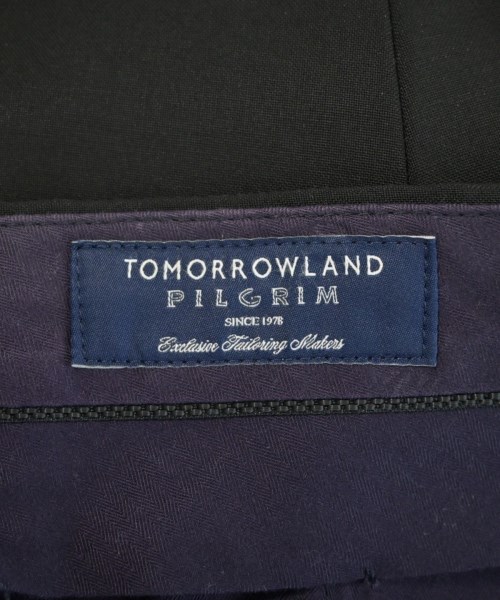 TOMORROWLAND
PILGRIM
SINCE 1978
Exclusive Tailoring Makers